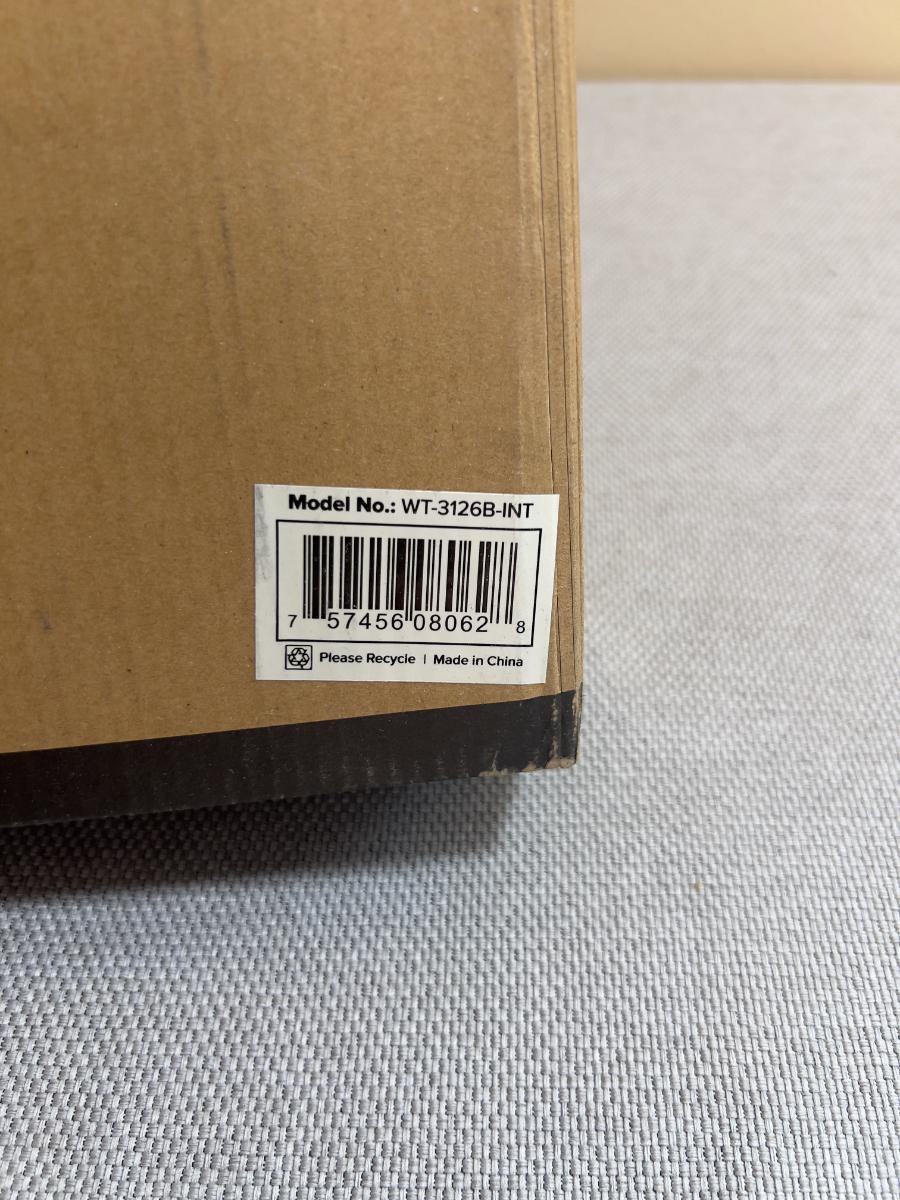 Model No.: WT-3126B-INT
7 57456 08062 8
Please Recycle | Made in China